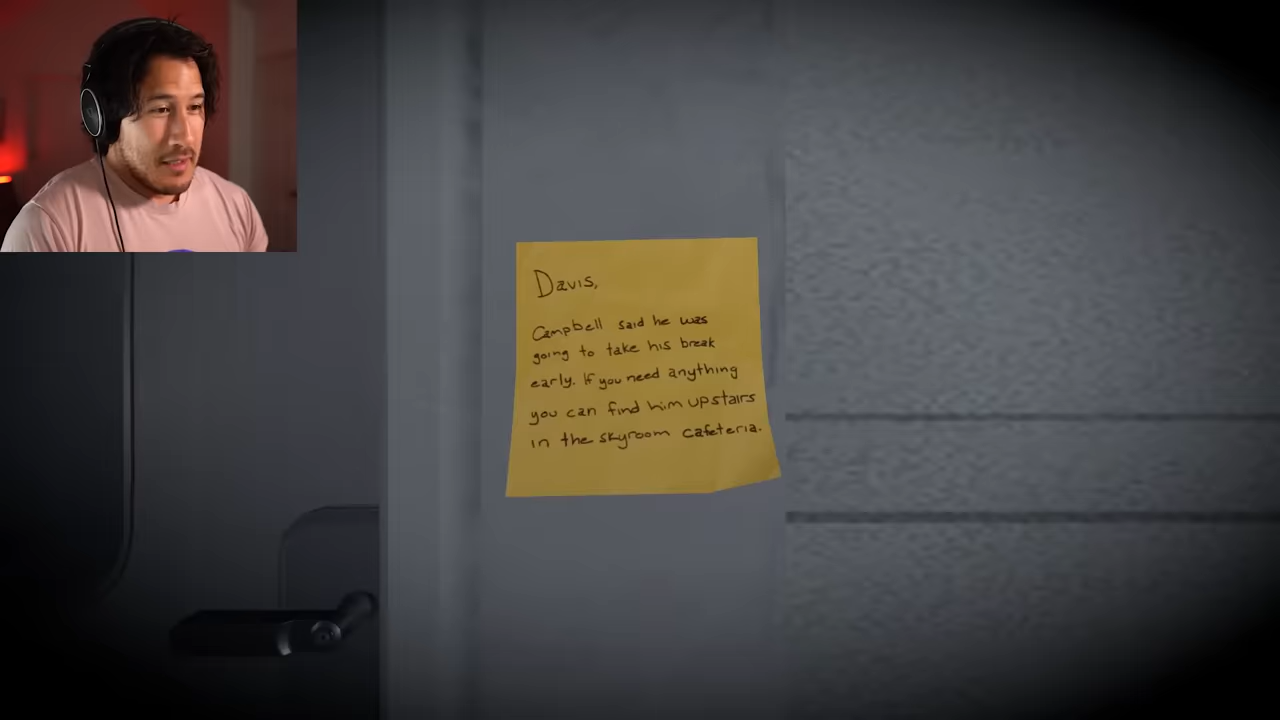 Davis,
Campbell said he was
going to take his break
early. If you need anything
you can find him upstairs
in the skyroom cafeteria.